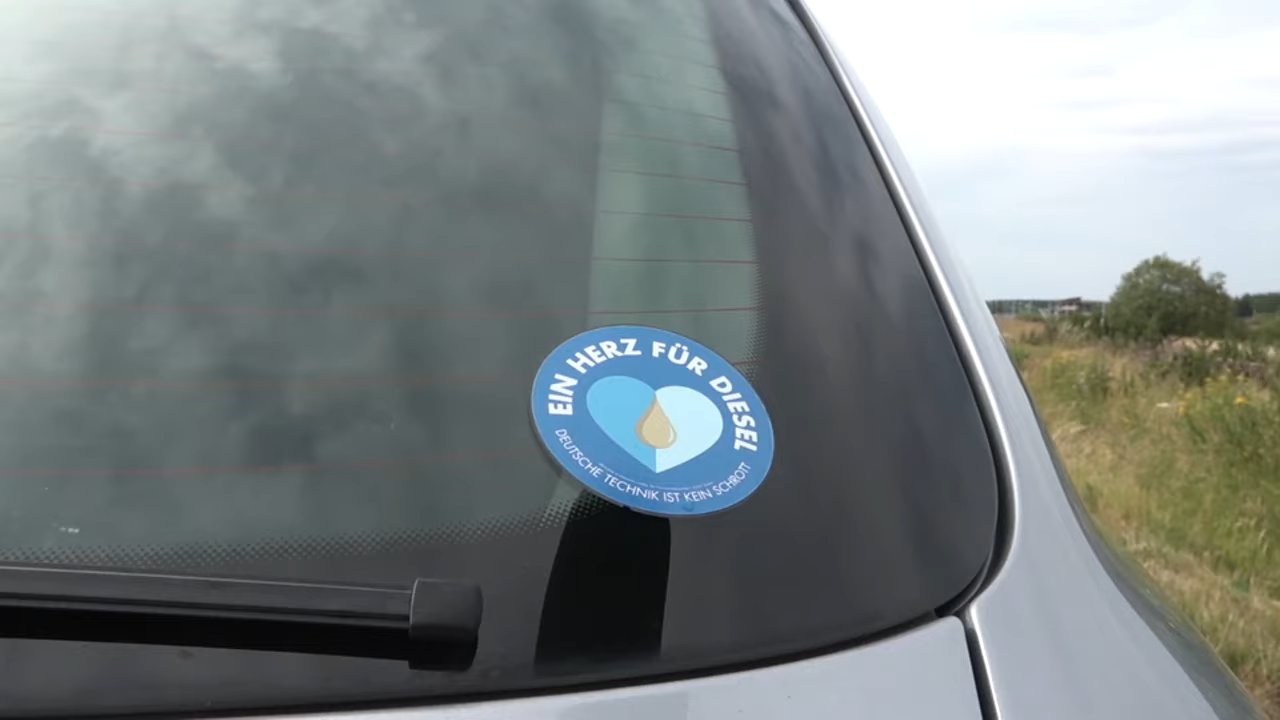 EIN HERZ FÜR DIESEL
DEUTSCHE TECHNIK IST KEIN SCHROTT